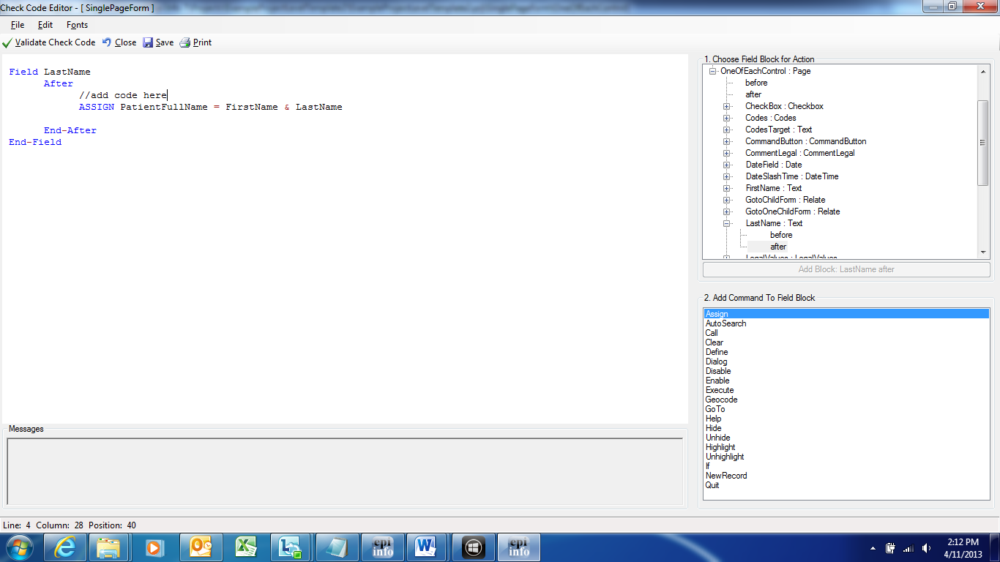 Check Code Editor - [ SinglePageForm ]
File Edit Fonts
Validate Check Code Close Save Print
Field LastName
After
//add code here
ASSIGN PatientFullName = FirstName & LastName
End-After
End-Field
Messages
1. Choose Field Block for Action
OneOfEachControl : Page
before
after
CheckBox : Checkbox
Codes : Codes
CodesTarget : Text
CommandButton : CommandButton
CommentLegal : CommentLegal
DateField : Date
DateSlashTime : DateTime
FirstName : Text
GotoChildForm : Relate
GotoOneChildForm : Relate
LastName : Text
before
after
LegalValues : LegalValues
Add Block: LastName after
2. Add Command To Field Block
Assign
AutoSearch
Call
Clear
Define
Dialog
Disable
Enable
Execute
Geocode
GoTo
Help
Hide
Unhide
Highlight
Unhighlight
If
NewRecord
Quit
Line: 4 Column: 28 Position: 40
epi info
epi info
2:12 PM
4/11/2013